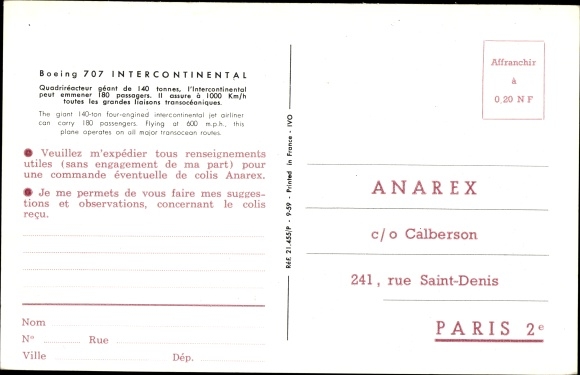 Boeing 707 INTERCONTINENTAL
Quadriréacteur géant de 140 tonnes, l'Intercontinental
peut emmener 180 passagers. Il assure à 1000 Km/h
toutes les grandes liaisons transocéaniques.
The giant 140-ton four-engined intercontinental jet airliner
can carry 180 passengers. Flying at 600 m.p.h., this
plane operates on all major transocean routes.
Veuillez m'expédier tous renseignements
utiles (sans engagement de ma part) pour
une commande éventuelle de colis Anarex.
Je me permets de vous faire mes sugges-
tions et observations, concernant le colis
reçu.
Nom
N° Rue
Ville Dép.
Réf. 21.455/P - 9-59 - Printed in France - IVO
Affranchir
à
0,20 N F
ANAREX
c/o Calberson
241, rue Saint-Denis
PARIS 2e